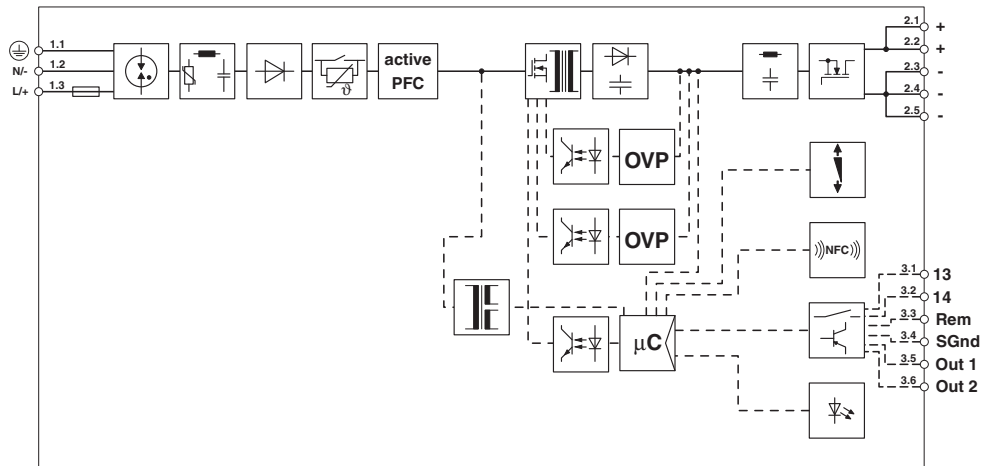 1.1
N/- 1.2
L/+ 1.3
ϑ
active
PFC
2.1 +
2.2 +
2.3 -
2.4 -
2.5 -
OVP
OVP
NFC
µC
3.1 13
3.2 14
3.3 Rem
3.4 SGnd
3.5 Out 1
3.6 Out 2